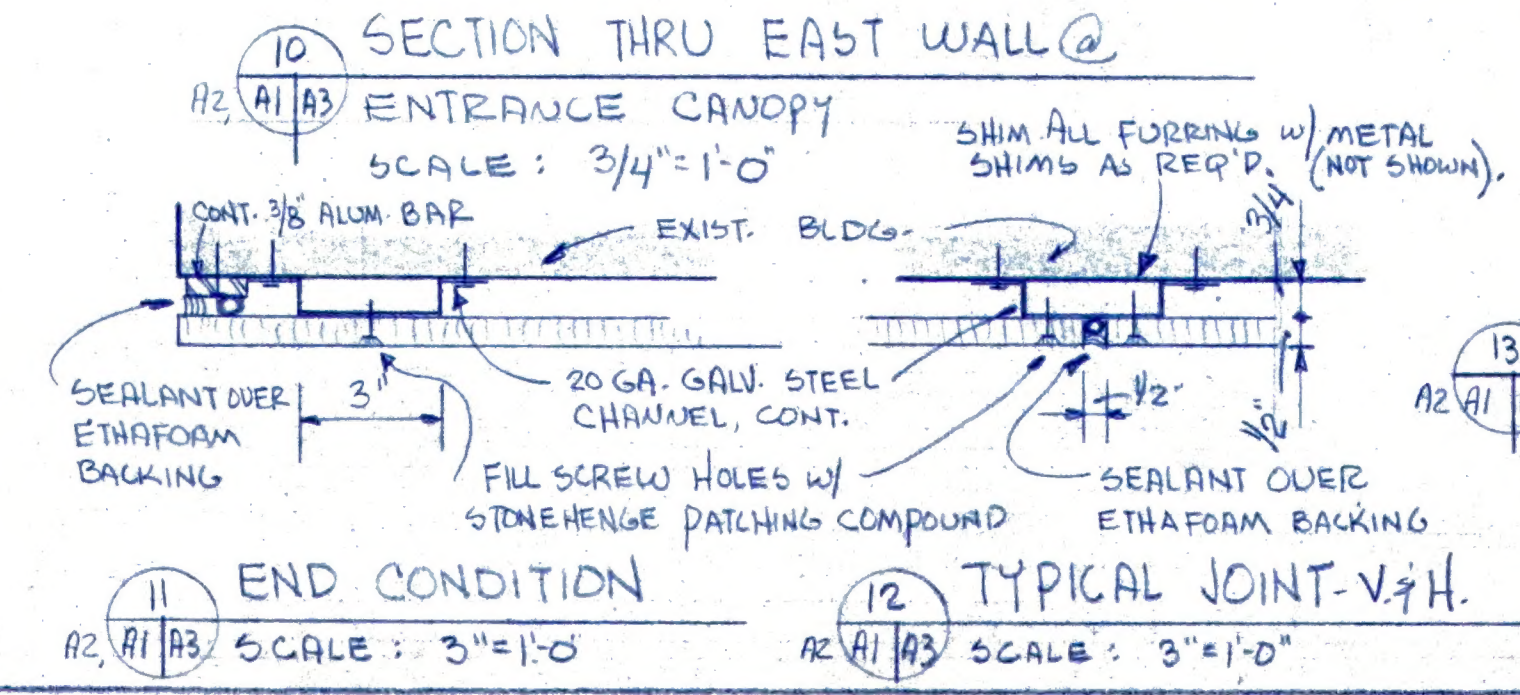 10
SECTION THRU EAST WALL @
A2, A1 A3
ENTRANCE CANOPY
SCALE: 3/4"=1'-0"
SHIM ALL FURRING W/ METAL
SHIMS AS REQ'D. (NOT SHOWN).
CONT. 3/8" ALUM. BAR
EXIST. BLDG.
3/4
SEALANT OVER
ETHAFOAM
BACKING
3"
20 GA. GALV. STEEL
CHANNEL, CONT.
1/2"
1/2"
13
A2 A1
FILL SCREW HOLES W/
STONEHENGE PATCHING COMPOUND
SEALANT OVER
ETHAFOAM BACKING
11
END CONDITION
A2, A1 A3
SCALE: 3"=1'-0
12
TYPICAL JOINT-V.&H.
A2 A1 A3
SCALE: 3"=1'-0"